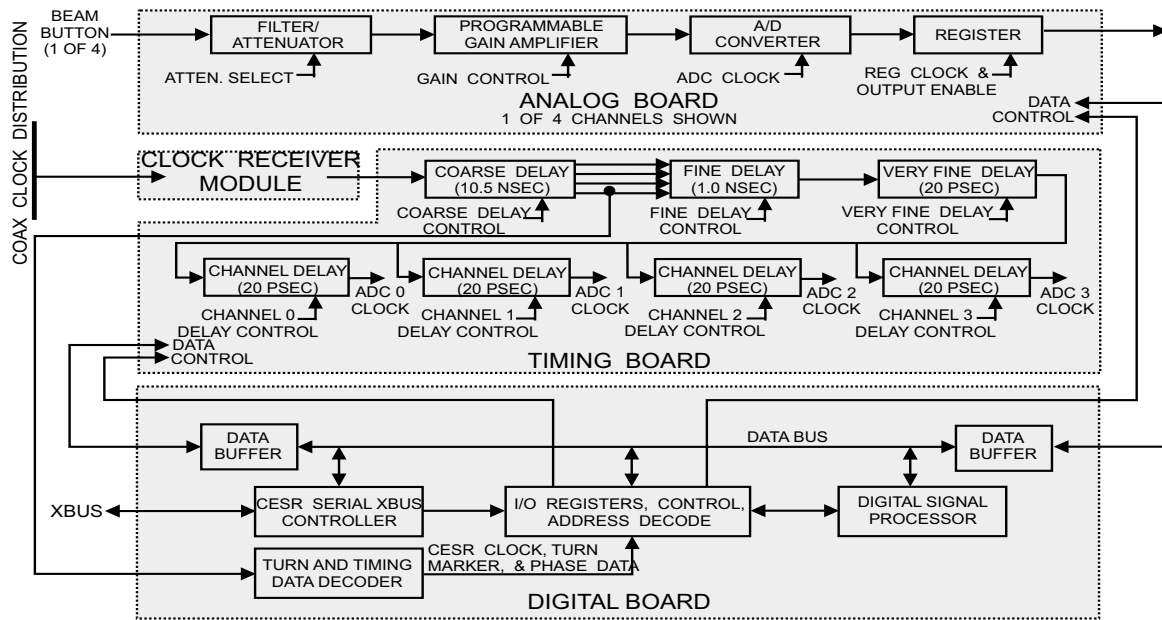 BEAM
BUTTON
(1 OF 4)
FILTER/
ATTENUATOR
PROGRAMMABLE
GAIN AMPLIFIER
A/D
CONVERTER
REGISTER
ATTEN. SELECT
GAIN CONTROL
ADC CLOCK
REG CLOCK &
OUTPUT ENABLE
ANALOG BOARD
1 OF 4 CHANNELS SHOWN
DATA
CONTROL
COAX CLOCK DISTRIBUTION
CLOCK RECEIVER
MODULE
COARSE DELAY
(10.5 NSEC)
FINE DELAY
(1.0 NSEC)
VERY FINE DELAY
(20 PSEC)
COARSE DELAY
CONTROL
FINE DELAY
CONTROL
VERY FINE DELAY
CONTROL
CHANNEL DELAY
(20 PSEC)
ADC 0
CLOCK
CHANNEL DELAY
(20 PSEC)
ADC 1
CLOCK
CHANNEL DELAY
(20 PSEC)
ADC 2
CLOCK
CHANNEL DELAY
(20 PSEC)
ADC 3
CLOCK
CHANNEL 0
DELAY CONTROL
CHANNEL 1
DELAY CONTROL
CHANNEL 2
DELAY CONTROL
CHANNEL 3
DELAY CONTROL
DATA
CONTROL
TIMING BOARD
DATA
BUFFER
DATA BUS
DATA
BUFFER
XBUS
CESR SERIAL XBUS
CONTROLLER
I/O REGISTERS, CONTROL,
ADDRESS DECODE
DIGITAL SIGNAL
PROCESSOR
TURN AND TIMING
DATA DECODER
CESR CLOCK, TURN
MARKER, & PHASE DATA
DIGITAL BOARD